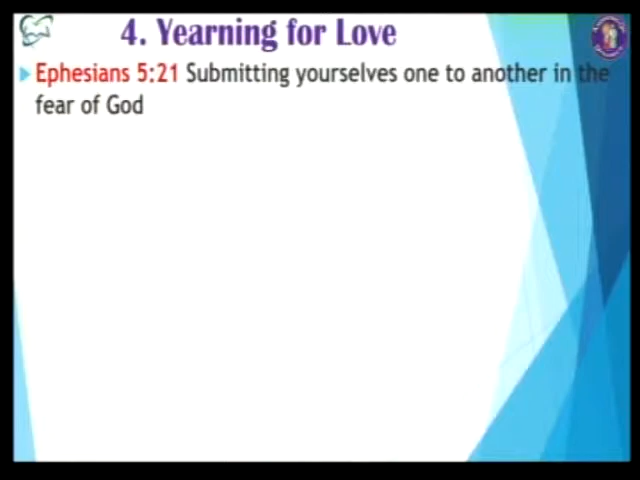 4. Yearning for Love
Ephesians 5:21 Submitting yourselves one to another in the
fear of God